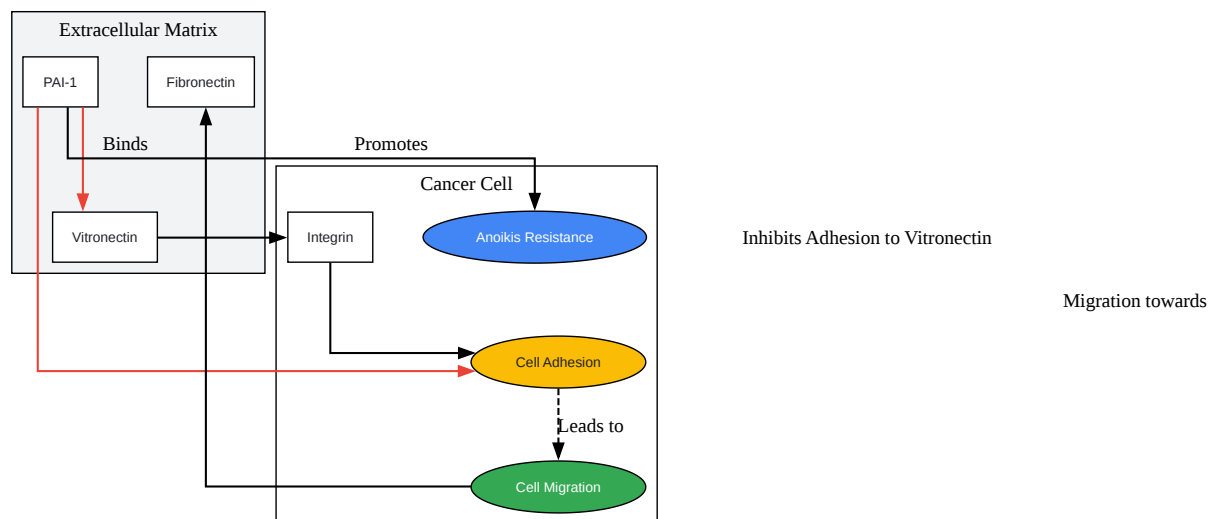 Extracellular Matrix
PAI-1
Fibronectin
Binds
Promotes
Cancer Cell
Vitronectin
Integrin
Anoikis Resistance
Inhibits Adhesion to Vitronectin
Migration towards
Cell Adhesion
Leads to
Cell Migration